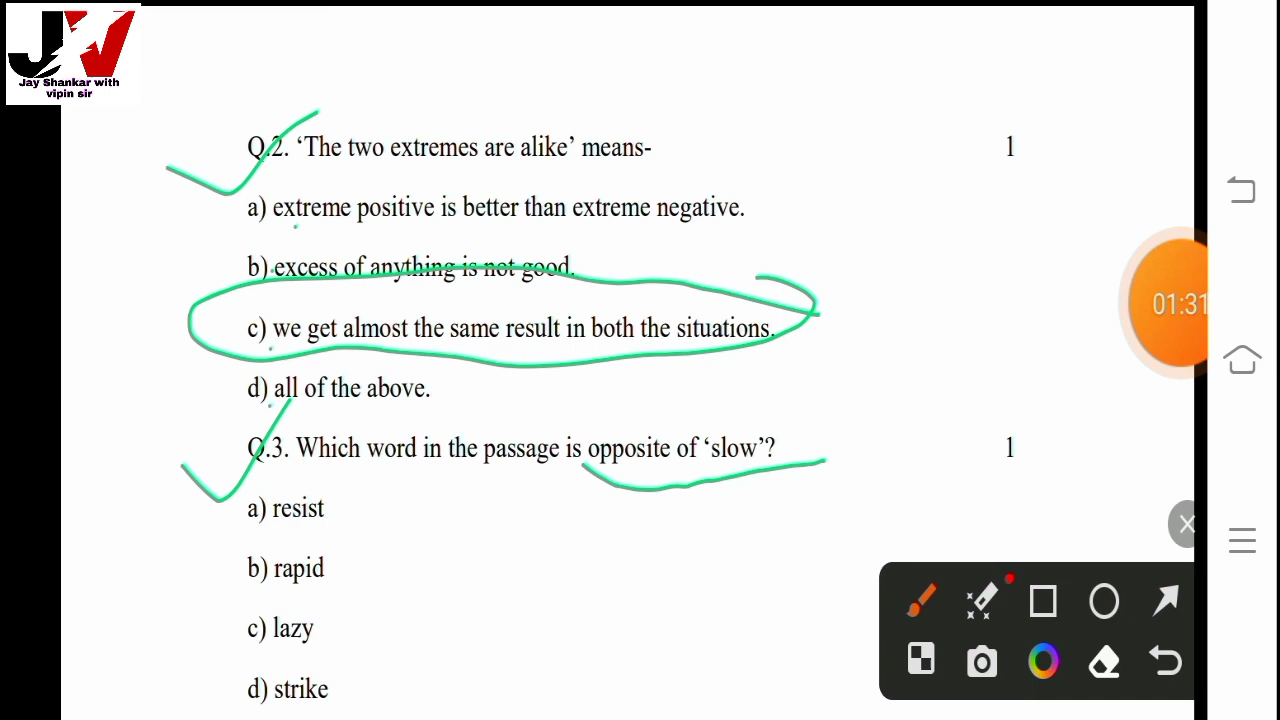 Jay Shankar with
vipin sir
Q.2. ‘The two extremes are alike’ means- 1
a) extreme positive is better than extreme negative.
b) excess of anything is not good.
c) we get almost the same result in both the situations.
d) all of the above.
Q.3. Which word in the passage is opposite of ‘slow’? 1
a) resist
b) rapid
c) lazy
d) strike
01:31